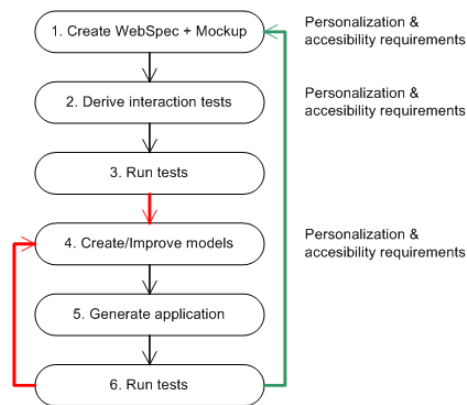 1. Create WebSpec + Mockup
Personalization &
accesibility requirements
2. Derive interaction tests
Personalization &
accesibility requirements
3. Run tests
4. Create/Improve models
Personalization &
accesibility requirements
5. Generate application
6. Run tests